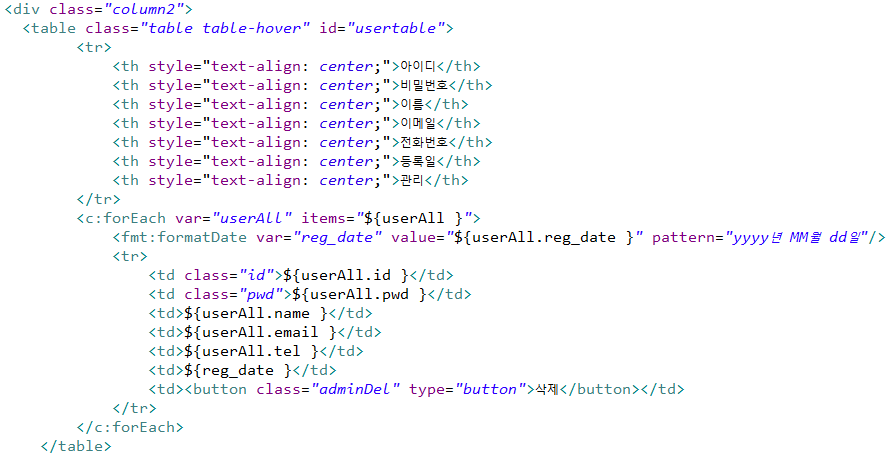 <div class="column2">
<table class="table table-hover" id="usertable">
<tr>
<th style="text-align: center;">아이디</th>
<th style="text-align: center;">비밀번호</th>
<th style="text-align: center;">이름</th>
<th style="text-align: center;">이메일</th>
<th style="text-align: center;">전화번호</th>
<th style="text-align: center;">등록일</th>
<th style="text-align: center;">관리</th>
</tr>
<c:forEach var="userAll" items="${userAll }">
<fmt:formatDate var="reg_date" value="${userAll.reg_date }" pattern="yyyy년 MM월 dd일"/>
<tr>
<td class="id">${userAll.id }</td>
<td class="pwd">${userAll.pwd }</td>
<td>${userAll.name }</td>
<td>${userAll.email }</td>
<td>${userAll.tel }</td>
<td>${reg_date }</td>
<td><button class="adminDel" type="button">삭제</button></td>
</tr>
</c:forEach>
</table>